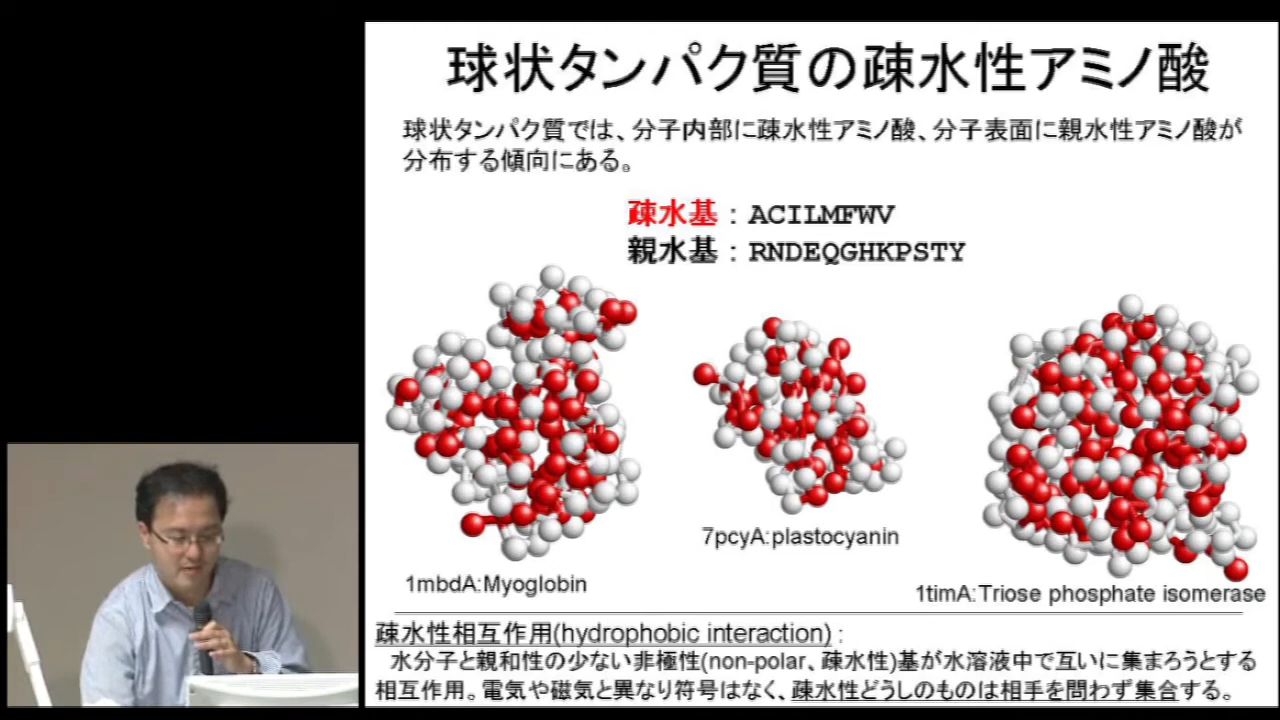 球状タンパク質の疎水性アミノ酸
球状タンパク質では、分子内部に疎水性アミノ酸、分子表面に親水性アミノ酸が
分布する傾向にある。
疎水基：ACILMFWV
親水基：RNDEQGHKPSTY
7pcyA:plastocyanin
1mbdA:Myoglobin
1timA:Triose phosphate isomerase
疎水性相互作用(hydrophobic interaction)：
水分子と親和性の少ない非極性(non-polar、疎水性)基が水溶液中で互いに集まろうとする
相互作用。電気や磁気と異なり符号はなく、疎水性どうしのものは相手を問わず集合する。